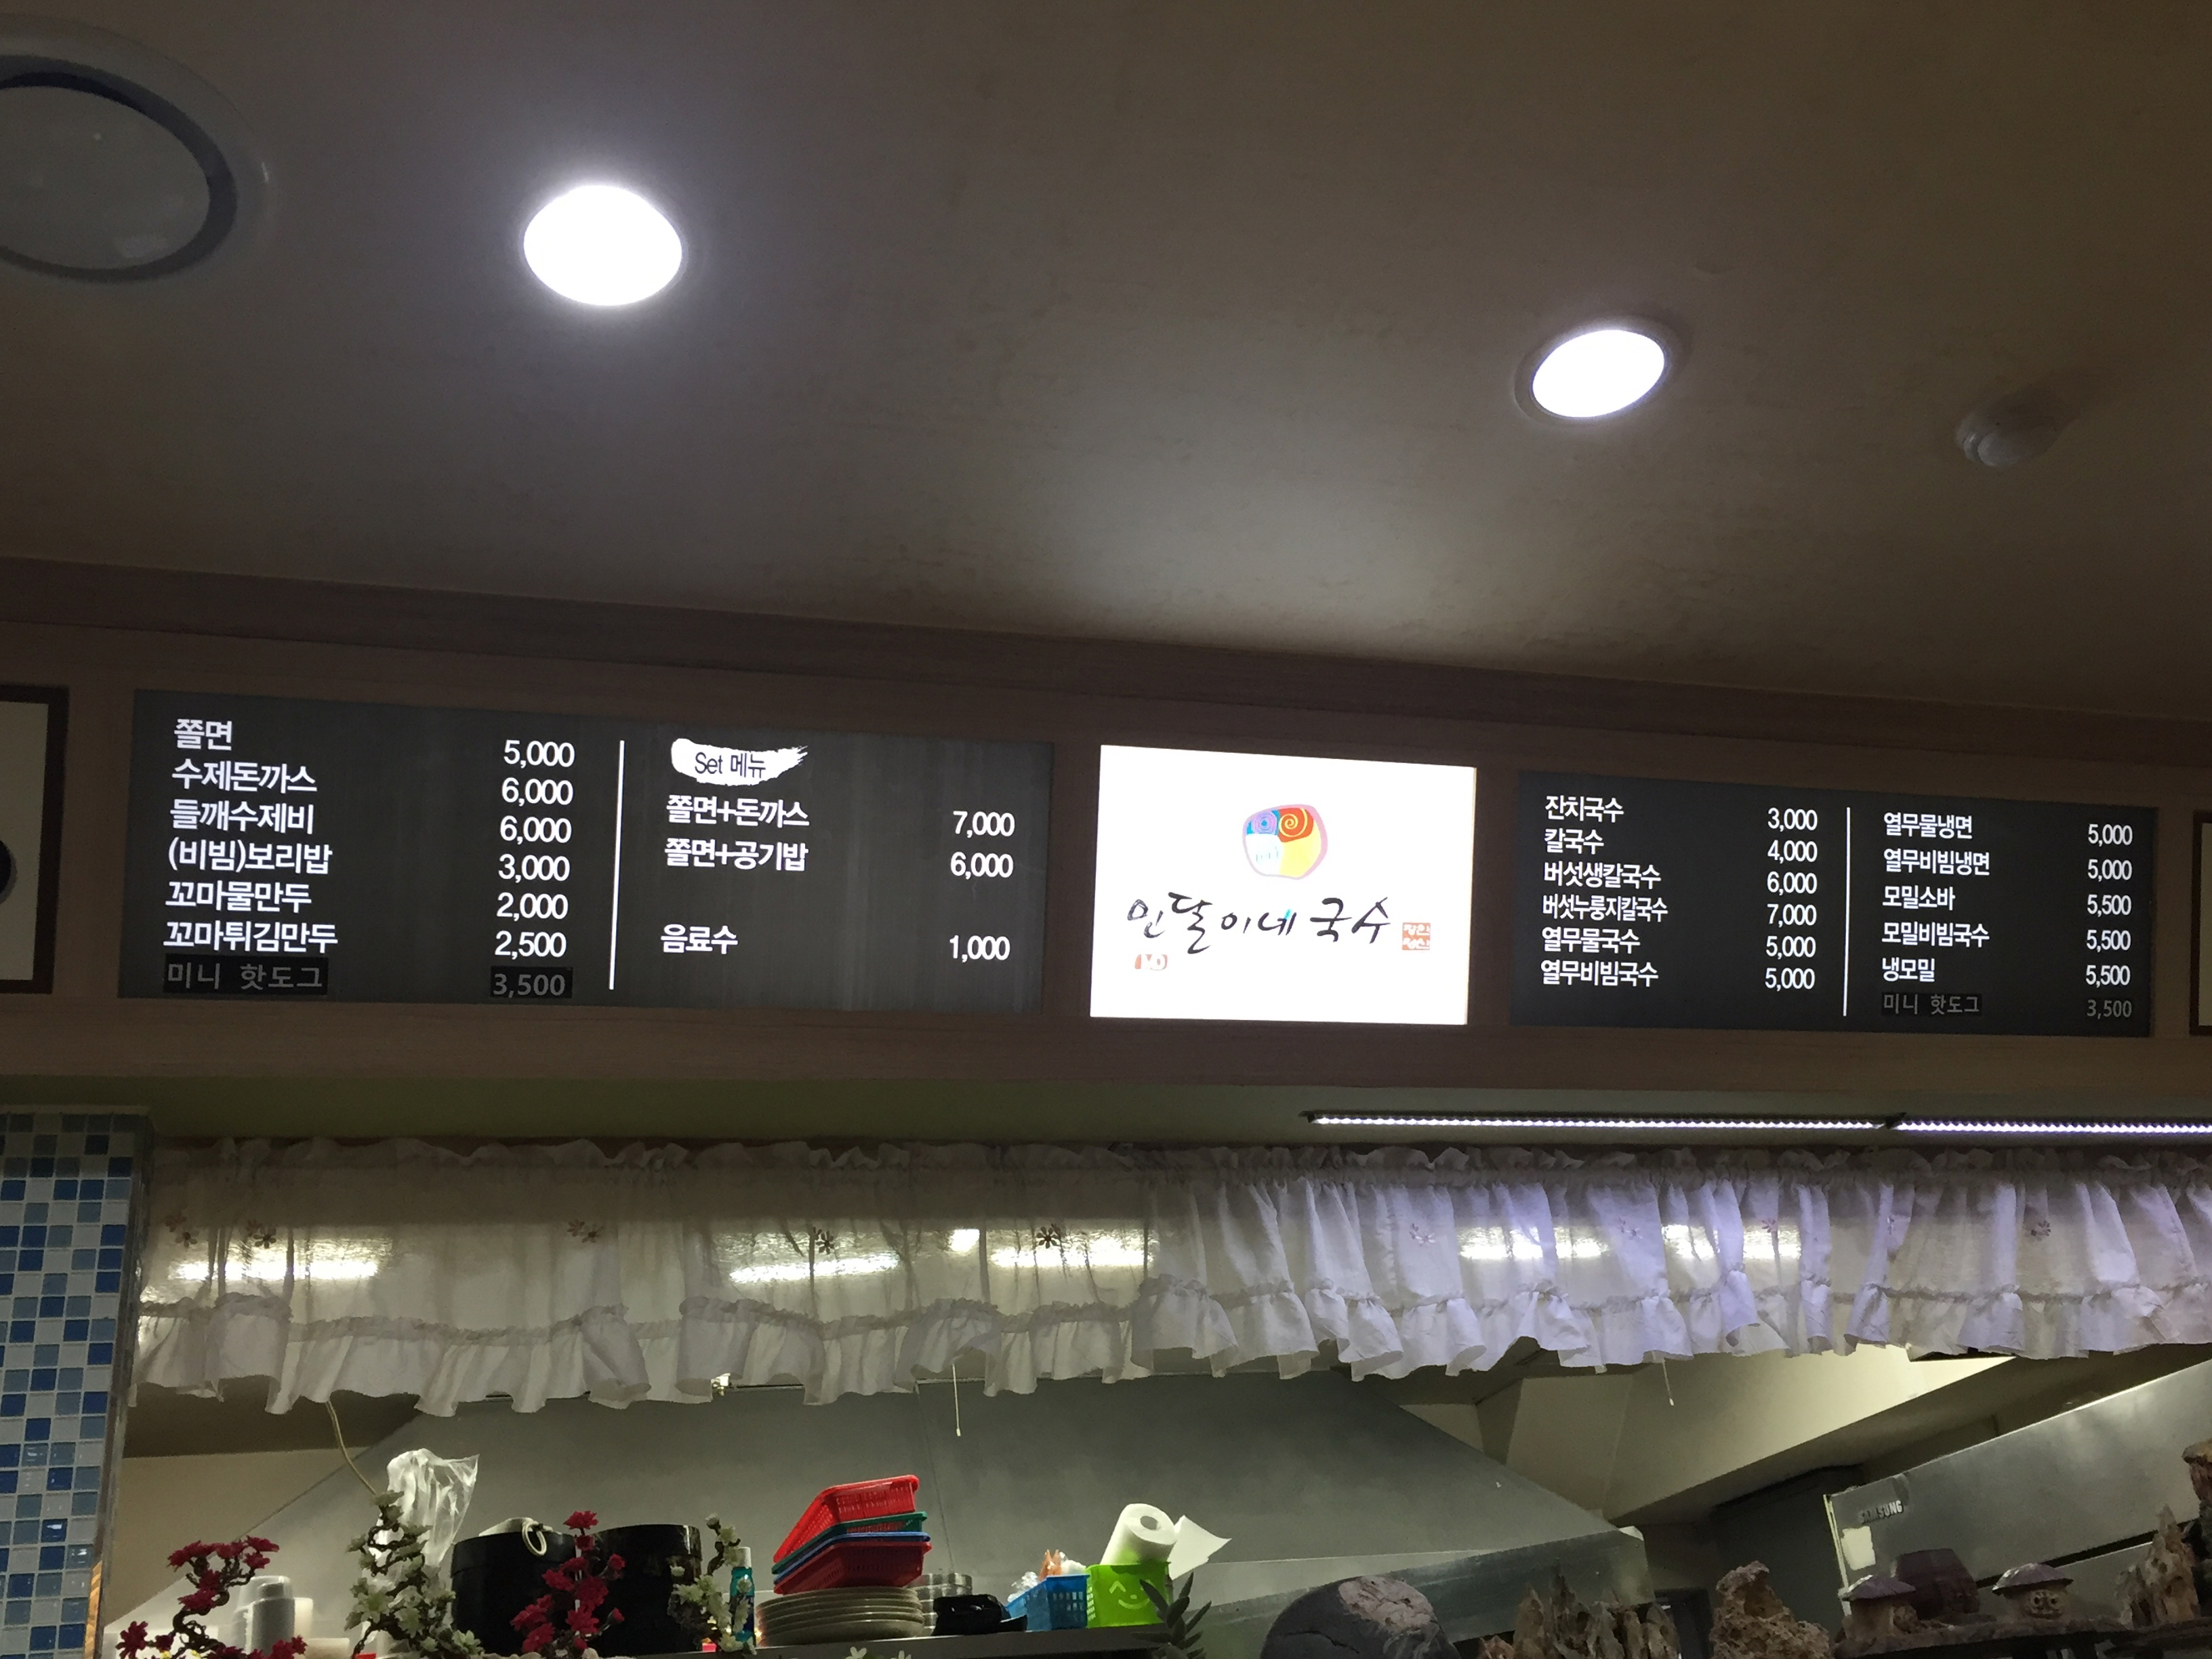 쫄면 5,000
수제돈까스 6,000
들깨수제비 6,000
(비빔)보리밥 3,000
꼬마물만두 2,000
꼬마튀김만두 2,500
미니 핫도그 3,500
Set 메뉴
쫄면+돈까스 7,000
쫄면+공기밥 6,000
음료수 1,000
인달이네 국수
잔치국수 3,000
칼국수 4,000
버섯생칼국수 6,000
버섯누룽지칼국수 7,000
열무물국수 5,000
열무비빔국수 5,000
열무물냉면 5,000
열무비빔냉면 5,000
모밀소바 5,500
모밀비빔국수 5,500
냉모밀 5,500
미니 핫도그 3,500
SAMSUNG